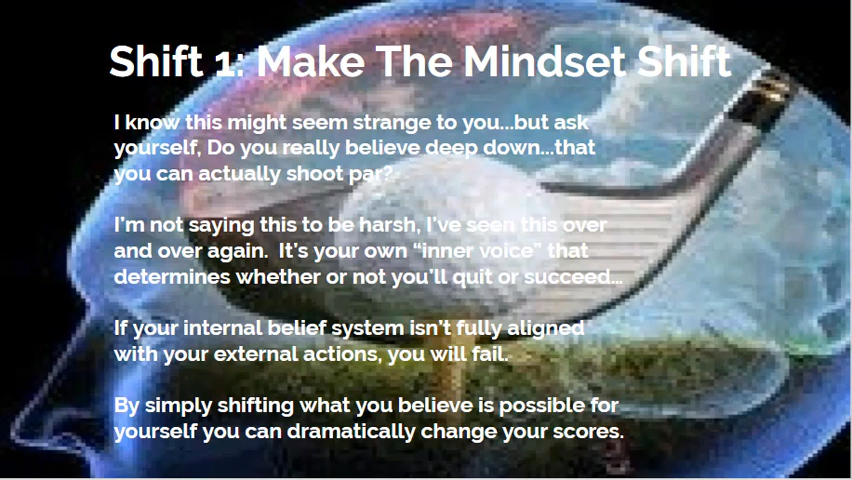 Shift 1: Make The Mindset Shift
I know this might seem strange to you...but ask
yourself, Do you really believe deep down...that
you can actually shoot par?
I’m not saying this to be harsh, I’ve seen this over
and over again.  It’s your own “inner voice” that
determines whether or not you’ll quit or succeed...
If your internal belief system isn’t fully aligned
with your external actions, you will fail.
By simply shifting what you believe is possible for
yourself you can dramatically change your scores.